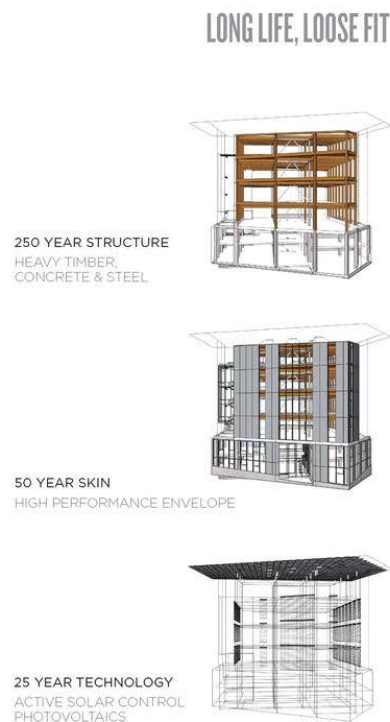 LONG LIFE, LOOSE FIT
250 YEAR STRUCTURE
HEAVY TIMBER,
CONCRETE & STEEL
50 YEAR SKIN
HIGH PERFORMANCE ENVELOPE
25 YEAR TECHNOLOGY
ACTIVE SOLAR CONTROL
PHOTOVOLTAICS